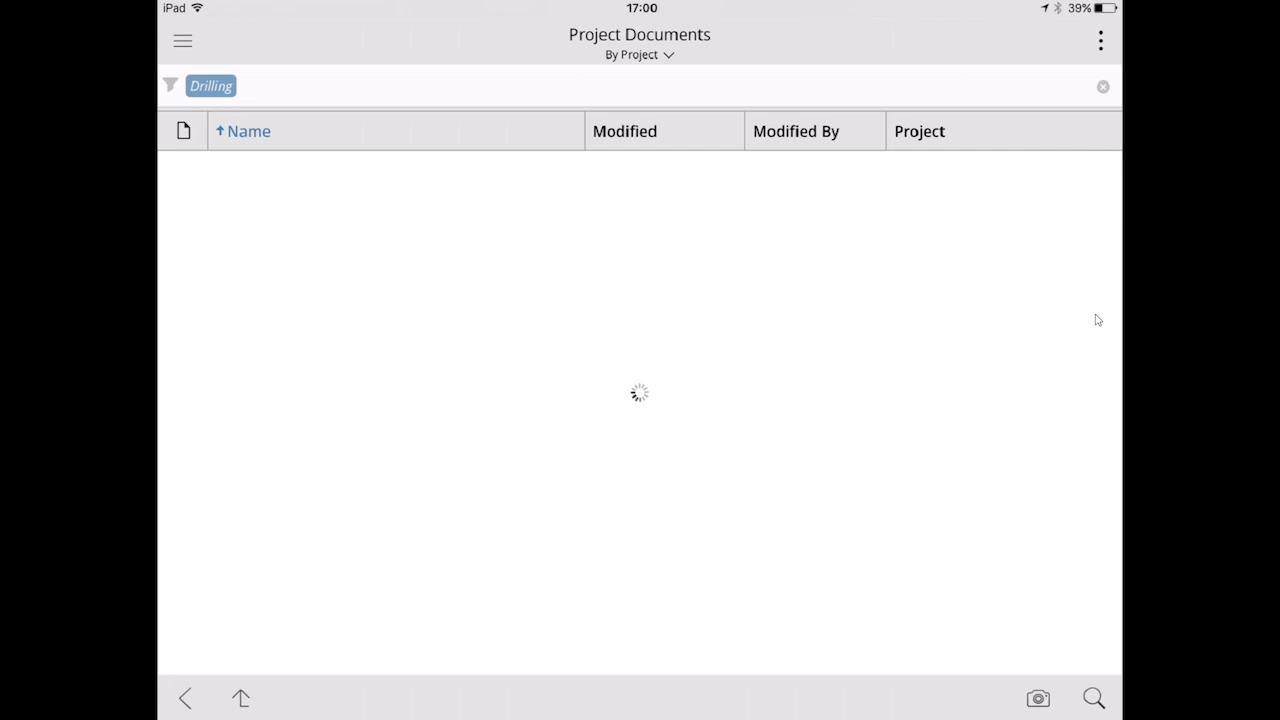 iPad 17:00 39%
Project Documents
By Project
Drilling
Name Modified Modified By Project